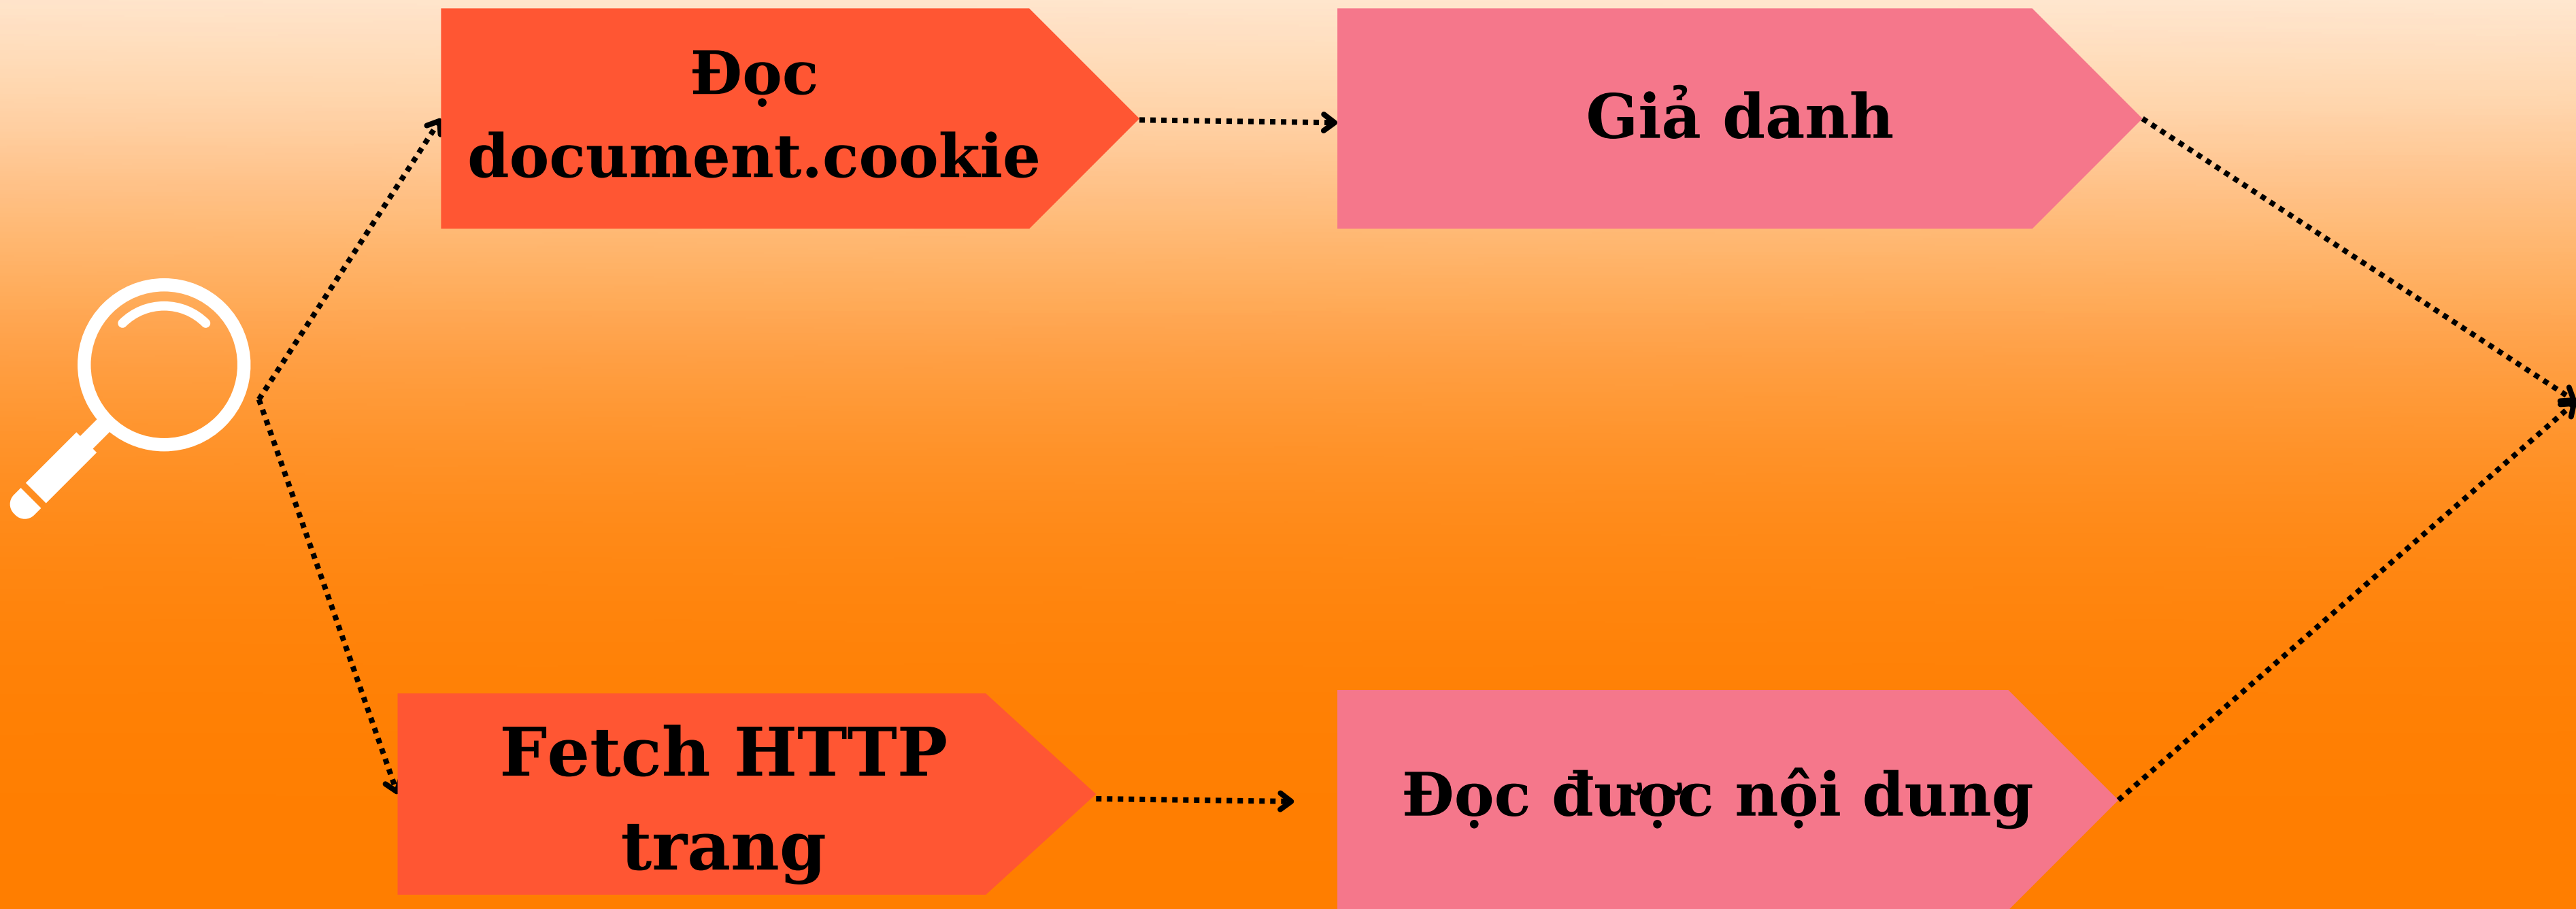 Đọc
document.cookie
Giả danh
Fetch HTTP
trang
Đọc được nội dung